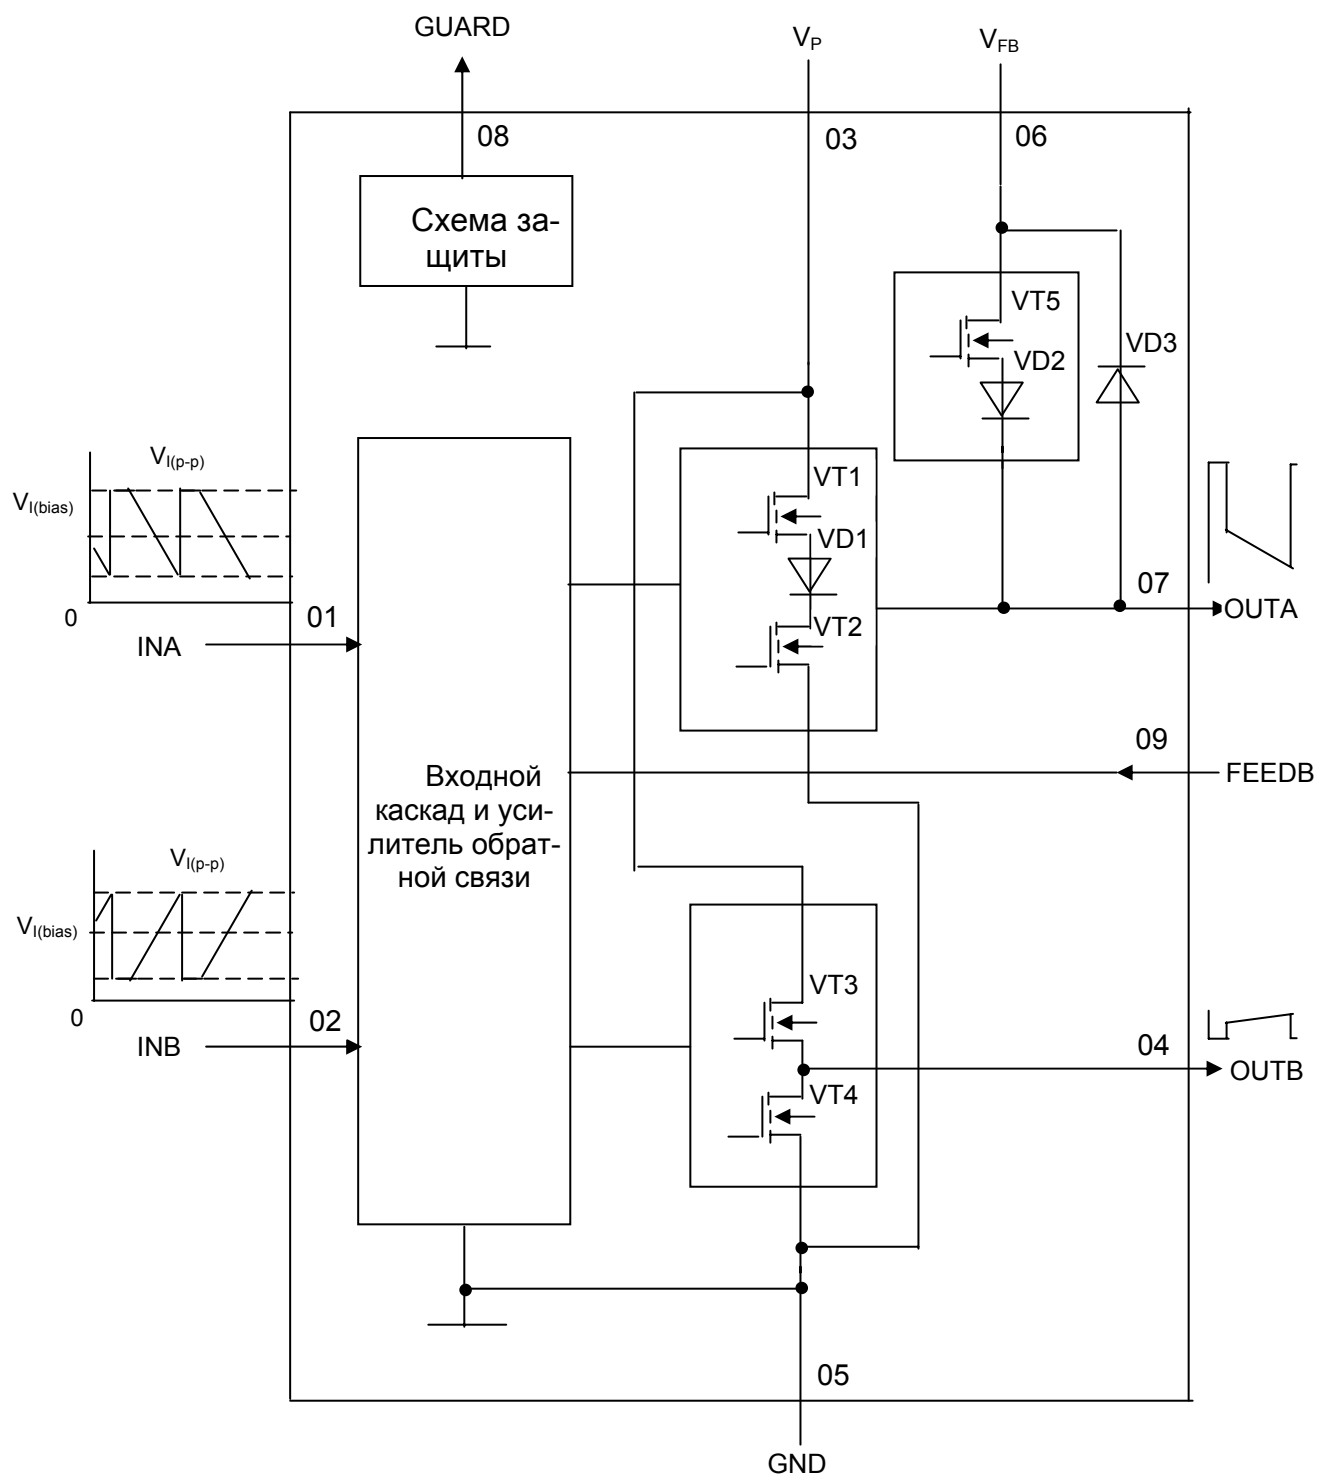 GUARD
V_P
V_FB
08
03
06
Схема за-
щиты
VT5
VD2
VD3
V_I(p-p)
V_I(bias)
0
VT1
VD1
VT2
01
INA
07
OUTA
09
FEEDB
Входной
каскад и уси-
литель обрат-
ной связи
V_I(p-p)
V_I(bias)
0
VT3
02
INB
04
OUTB
VT4
05
GND